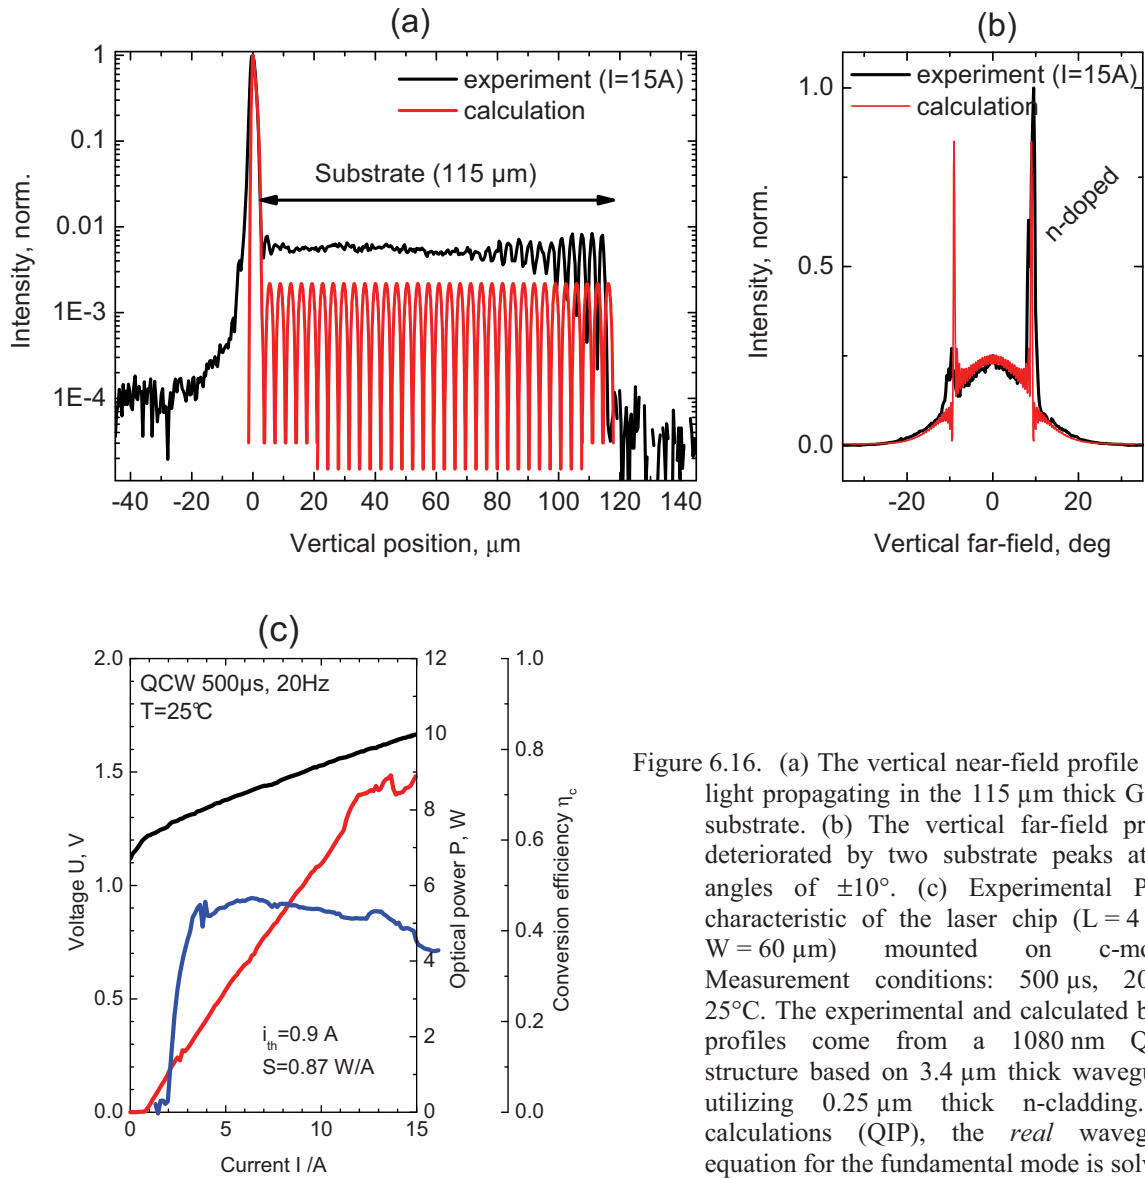 (a)
1
0.1
0.01
1E-3
1E-4
Intensity, norm.
experiment (I=15A)
calculation
Substrate (115 µm)
-40 -20 0 20 40 60 80 100 120 140
Vertical position, µm
(b)
1.0
0.5
0.0
Intensity, norm.
experiment (I=15A)
calculation
n-doped
-20 0 20
Vertical far-field, deg
(c)
2.0
1.5
1.0
0.5
0.0
Voltage U, V
QCW 500µs, 20Hz
T=25℃
i_th=0.9 A
S=0.87 W/A
0 5 10 15
Current I /A
12
10
8
6
4
2
0
Optical power P, W
1.0
0.8
0.6
0.4
0.2
0.0
Conversion efficiency η_c
Figure 6.16. (a) The vertical near-field profile
light propagating in the 115 µm thick G
substrate. (b) The vertical far-field pr
deteriorated by two substrate peaks at
angles of ±10°. (c) Experimental P
characteristic of the laser chip (L = 4
W = 60 µm) mounted on c-mo
Measurement conditions: 500 µs, 20
25°C. The experimental and calculated b
profiles come from a 1080 nm Q
structure based on 3.4 µm thick wavegu
utilizing 0.25 µm thick n-cladding.
calculations (QIP), the real waveg
equation for the fundamental mode is solv